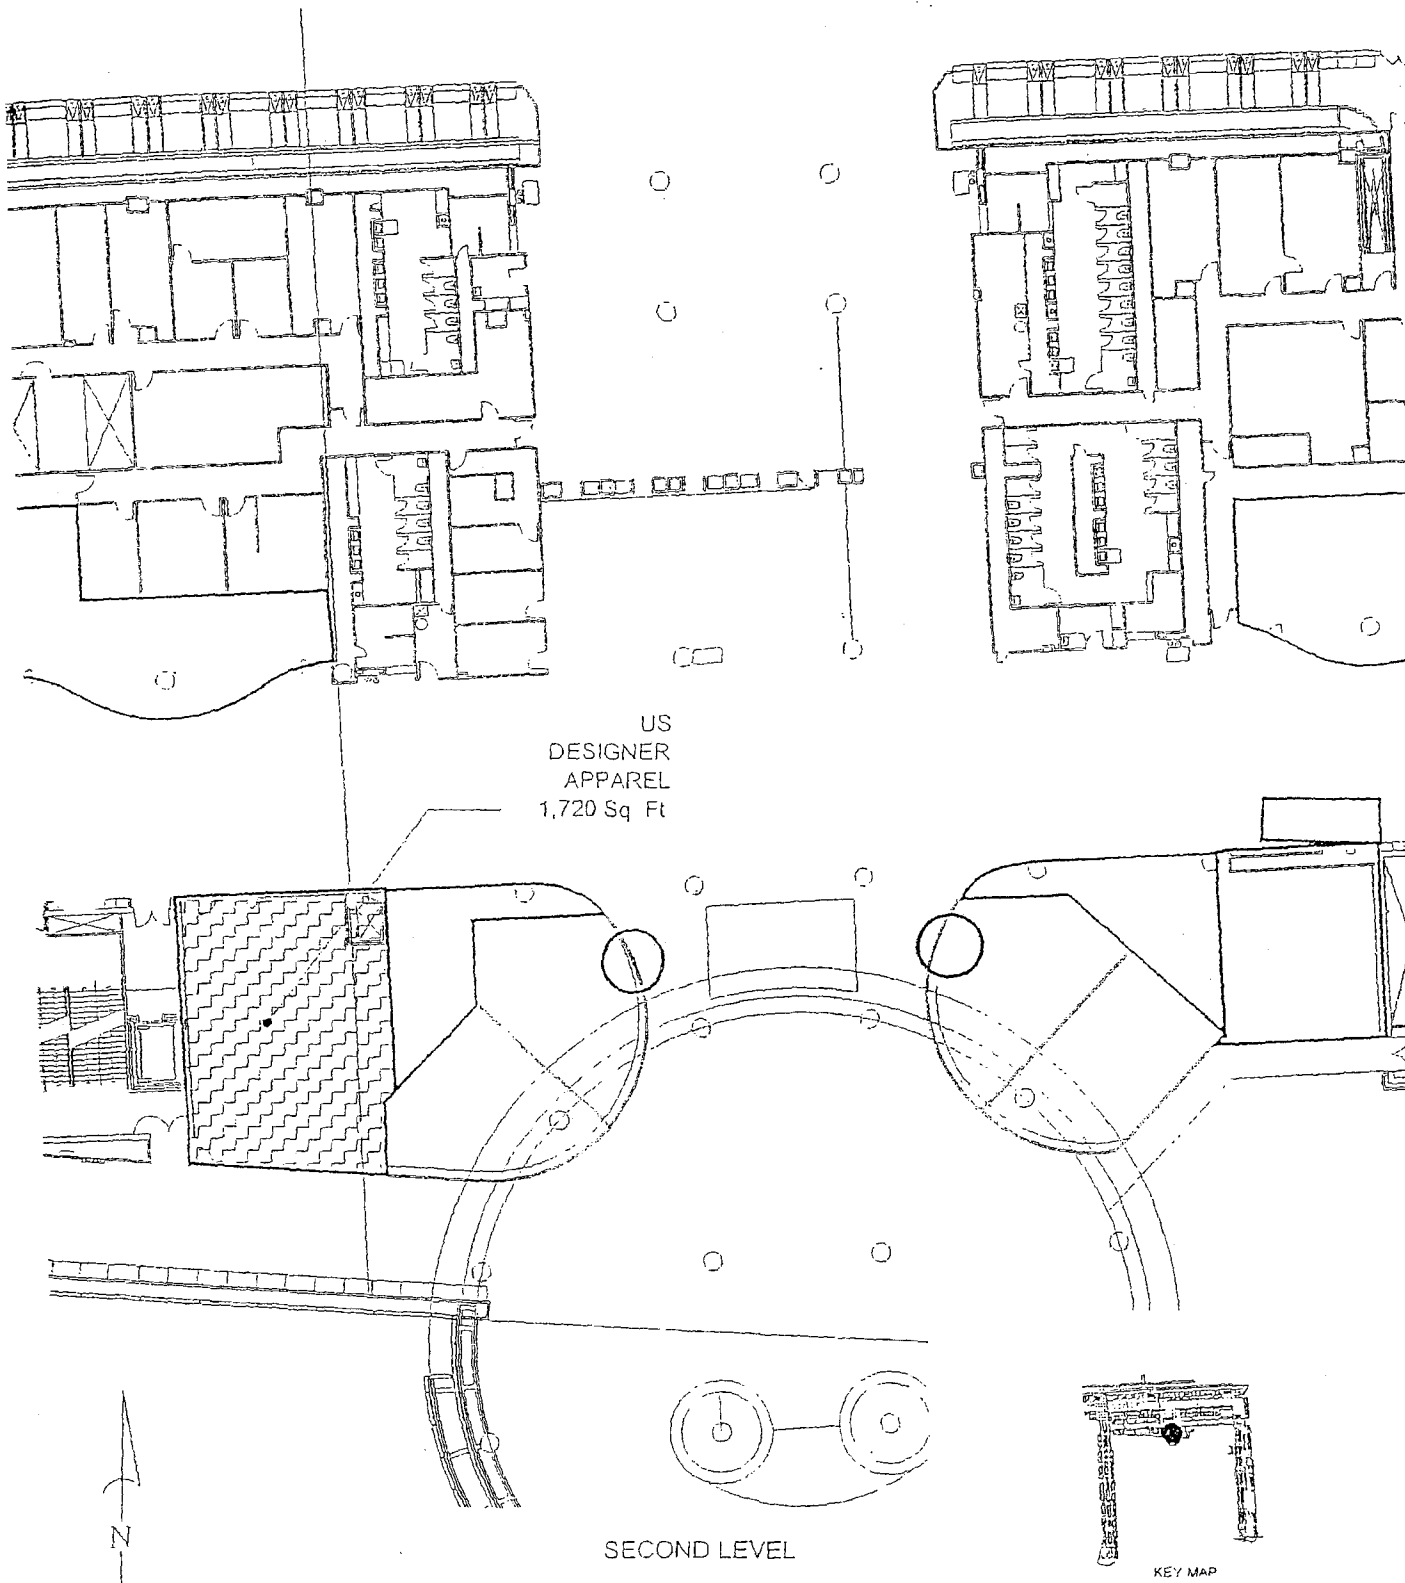 US
DESIGNER
APPAREL
1,720 Sq Ft
N
SECOND LEVEL
KEY MAP